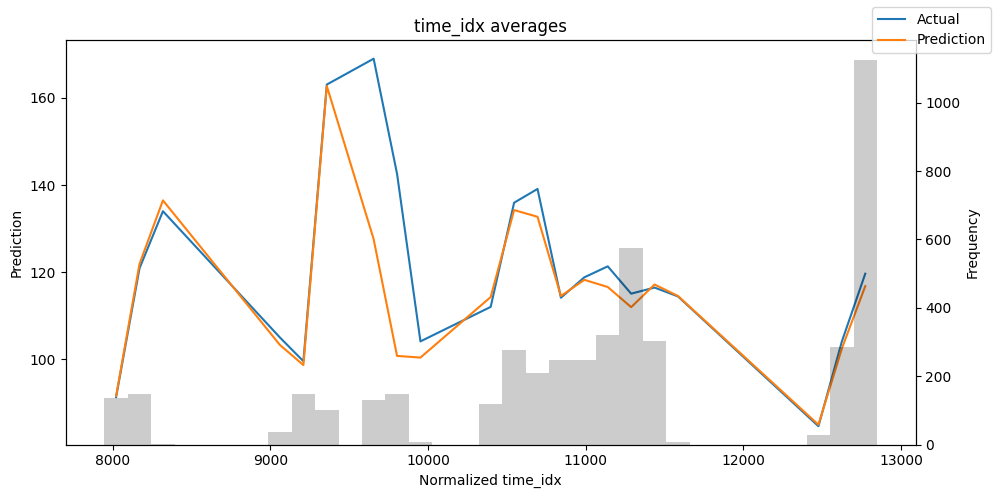 time_idx averages
Actual
Prediction
Prediction
160
140
120
100
1000
800
600
400
200
0
Frequency
8000 9000 10000 11000 12000 13000
Normalized time_idx